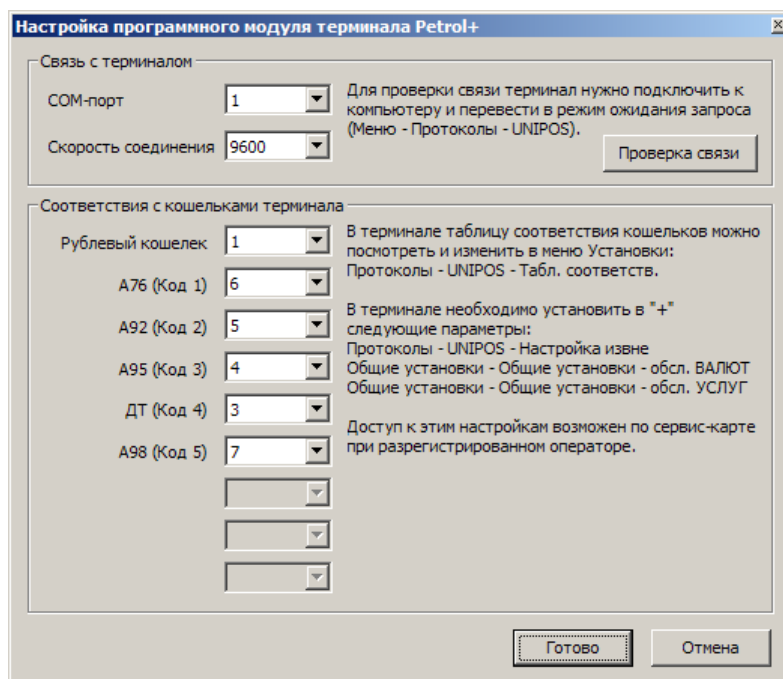 Настройка программного модуля терминала Petrol+
Связь с терминалом
COM-порт
1
Скорость соединения
9600
Для проверки связи терминал нужно подключить к
компьютеру и перевести в режим ожидания запроса
(Меню - Протоколы - UNIPOS).
Проверка связи
Соответствия с кошельками терминала
Рублевый кошелек
1
А76 (Код 1)
6
А92 (Код 2)
5
А95 (Код 3)
4
ДТ (Код 4)
3
А98 (Код 5)
7
В терминале таблицу соответствия кошельков можно
посмотреть и изменить в меню Установки:
Протоколы - UNIPOS - Табл. соответств.
В терминале необходимо установить в "+"
следующие параметры:
Протоколы - UNIPOS - Настройка извне
Общие установки - Общие установки - обсл. ВАЛЮТ
Общие установки - Общие установки - обсл. УСЛУГ
Доступ к этим настройкам возможен по сервис-карте
при разрегистрированном операторе.
Готово
Отмена